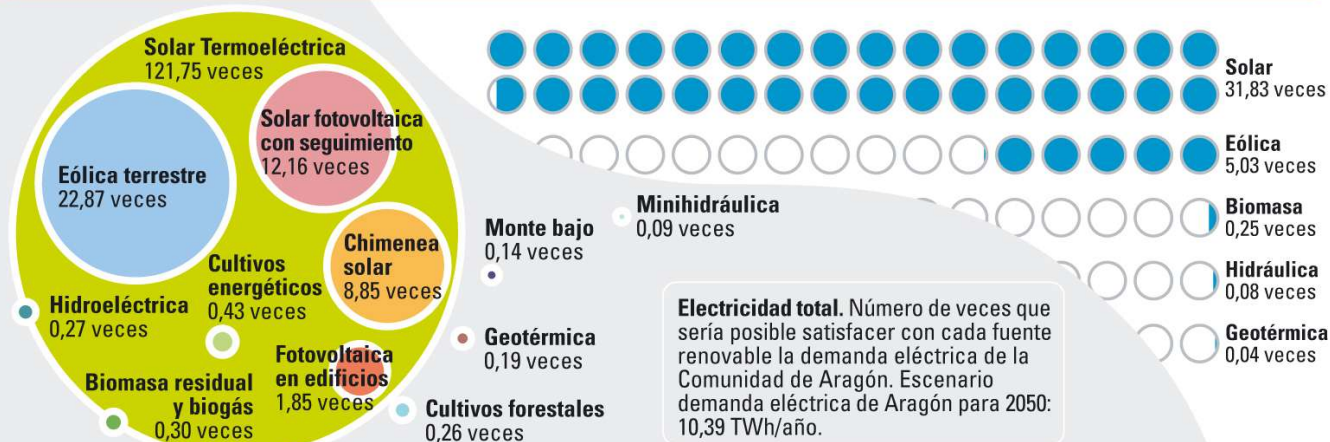 Solar Termoeléctrica
121,75 veces
Solar fotovoltaica
con seguimiento
12,16 veces
Eólica terrestre
22,87 veces
Chimenea
solar
8,85 veces
Cultivos
energéticos
0,43 veces
Hidroeléctrica
0,27 veces
Fotovoltaica
en edificios
1,85 veces
Biomasa residual
y biogás
0,30 veces
Monte bajo
0,14 veces
Minihidráulica
0,09 veces
Geotérmica
0,19 veces
Cultivos forestales
0,26 veces
Electricidad total. Número de veces que
sería posible satisfacer con cada fuente
renovable la demanda eléctrica de la
Comunidad de Aragón. Escenario
demanda eléctrica de Aragón para 2050:
10,39 TWh/año.
Solar
31,83 veces
Eólica
5,03 veces
Biomasa
0,25 veces
Hidráulica
0,08 veces
Geotérmica
0,04 veces